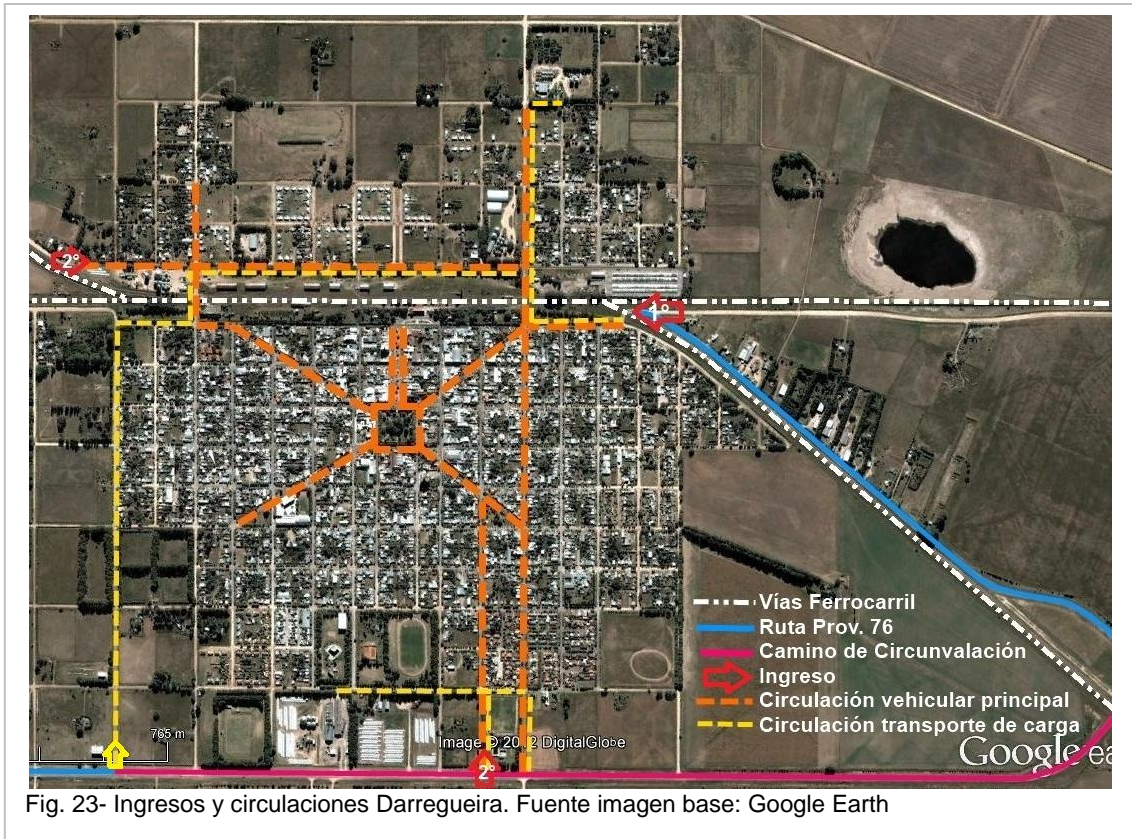 2°
1°
Vías Ferrocarril
Ruta Prov. 76
Camino de Circunvalación
Ingreso
Circulación vehicular principal
Circulación transporte de carga
765 m
Image © 2012 DigitalGlobe
Google ea
2°
Fig. 23- Ingresos y circulaciones Darregueira. Fuente imagen base: Google Earth